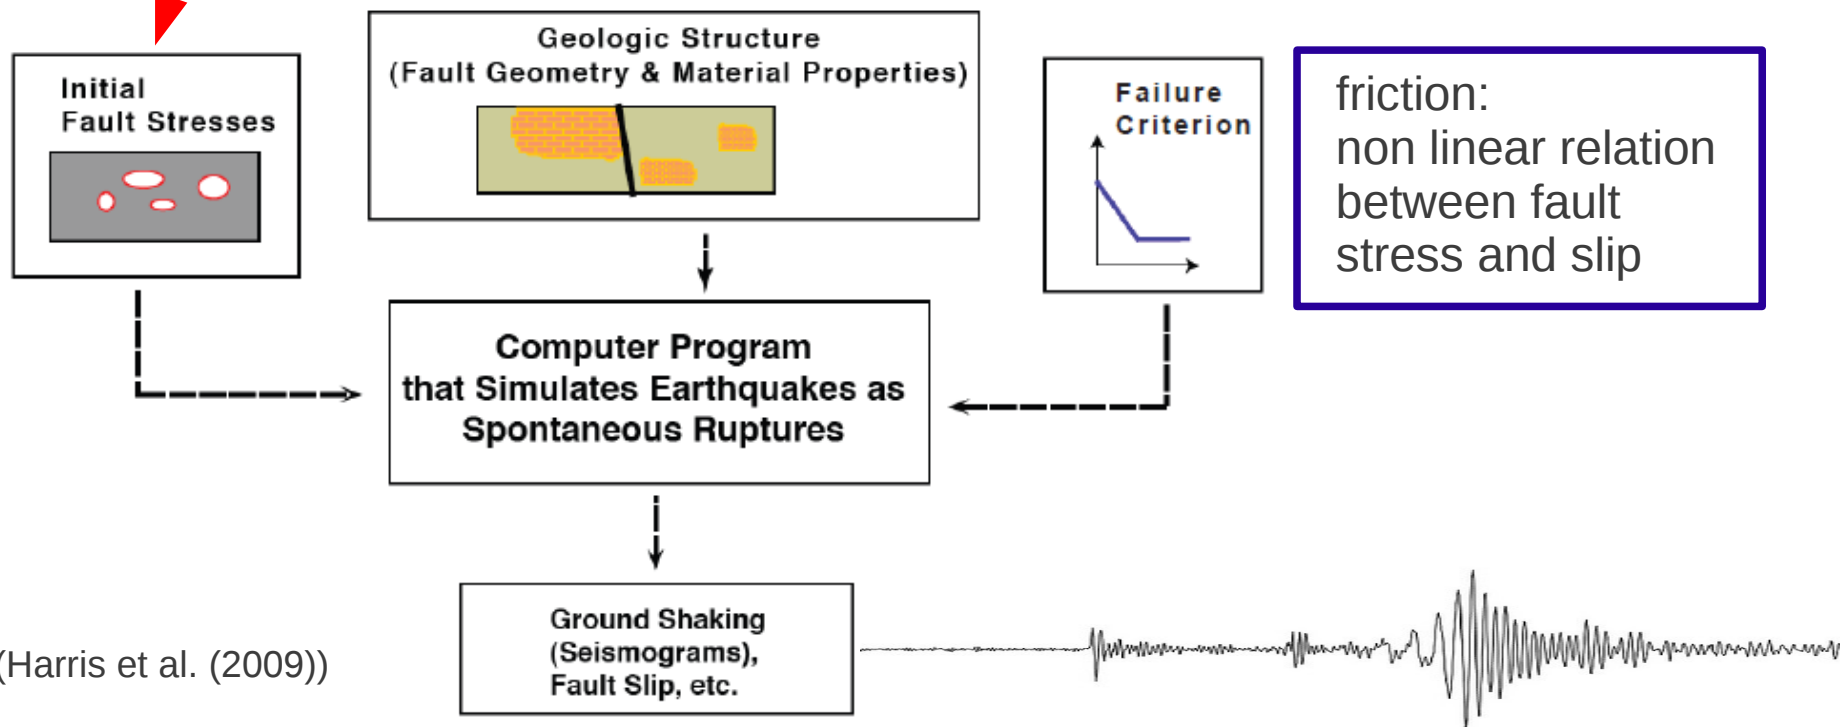 Initial
Fault Stresses
Geologic Structure
(Fault Geometry & Material Properties)
Failure
Criterion
friction:
non linear relation
between fault
stress and slip
Computer Program
that Simulates Earthquakes as
Spontaneous Ruptures
Ground Shaking
(Seismograms),
Fault Slip, etc.
(Harris et al. (2009))